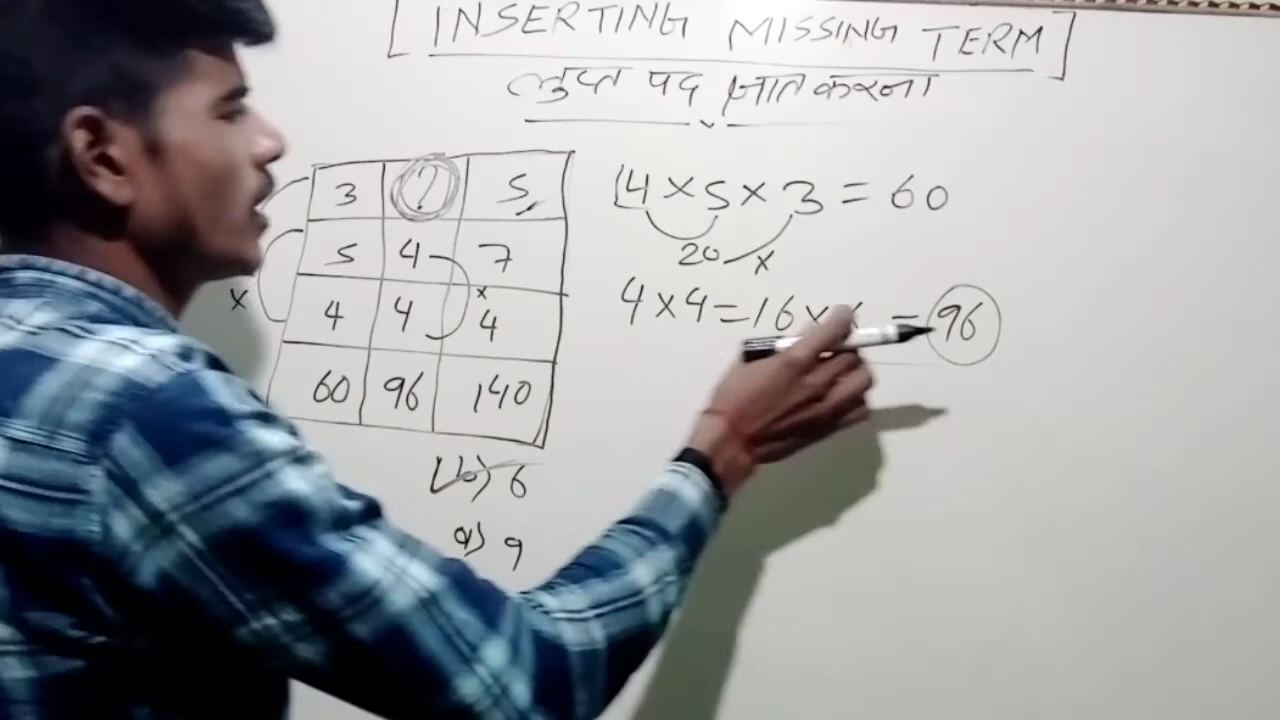 [INSERTING MISSING TERM]
लुप्त पद ज्ञात करना
3 ? 5
5 4 7
4 4 4
60 96 140
x
x
(b) 6
a) 9
4 × 5 × 3 = 60
20 x
4 × 4 = 16 × = 96